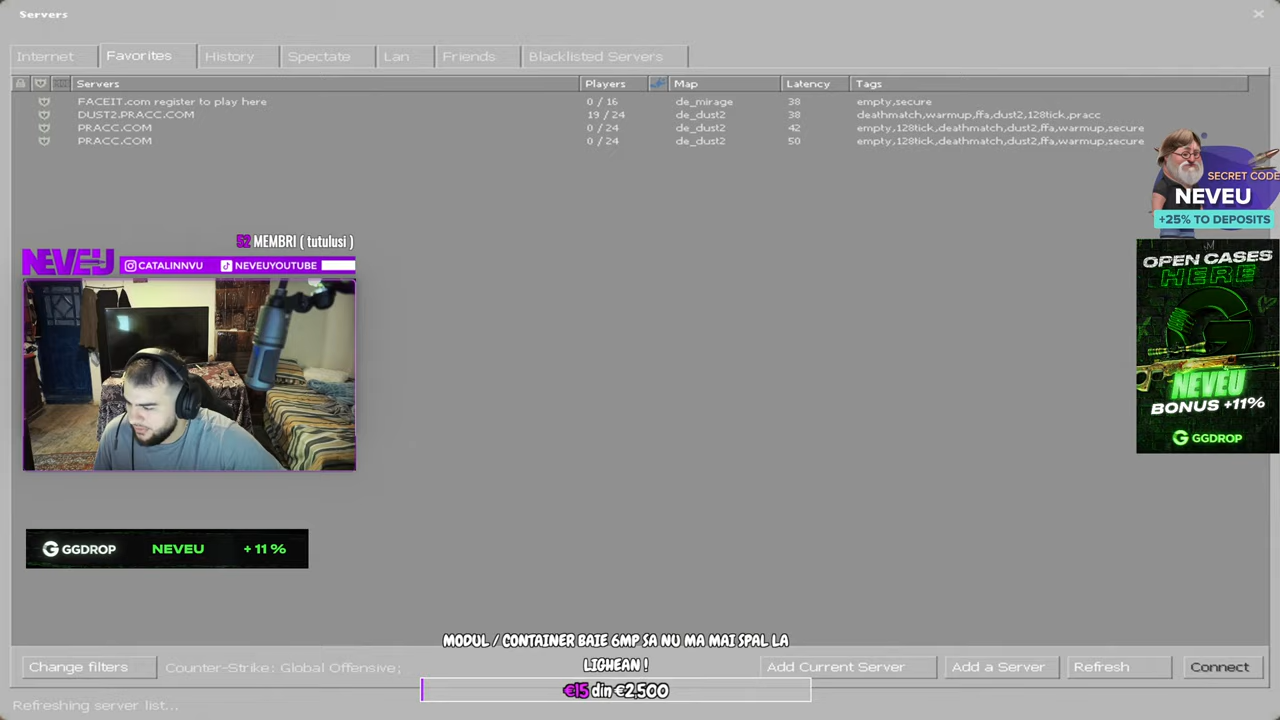 Servers
Internet
Favorites
History
Spectate
Lan
Friends
Blacklisted Servers
Servers Players Map Latency Tags
FACEIT.com register to play here 0 / 16 de_mirage 38 empty,secure
DUST2.PRACC.COM 19 / 24 de_dust2 38 deathmatch,warmup,ffa,dust2,128tick,pracc
PRACC.COM 0 / 24 de_dust2 42 empty,128tick,deathmatch,dust2,ffa,warmup,secure
PRACC.COM 0 / 24 de_dust2 50 empty,128tick,deathmatch,dust2,ffa,warmup,secure
SECRET CODE
NEVEU
+25% TO DEPOSITS
52 MEMBRI ( tutulusi )
NEVEU CATALINNVU NEVEUYOUTUBE
OPEN CASES
HERE
NEVEU
BONUS +11%
GGDROP
GGDROP NEVEU + 11 %
MODUL / CONTAINER BAIE 6MP SA NU MA MAI SPAL LA
LIGHEAN !
€15 din €2,500
Change filters
Counter-Strike: Global Offensive;
Add Current Server
Add a Server
Refresh
Connect
Refreshing server list...